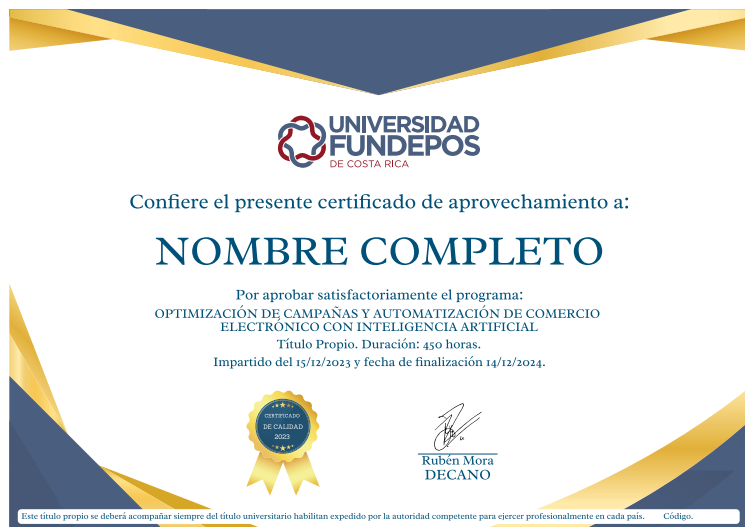 UNIVERSIDAD
FUNDEPOS
DE COSTA RICA
Confiere el presente certificado de aprovechamiento a:
NOMBRE COMPLETO
Por aprobar satisfactoriamente el programa:
OPTIMIZACIÓN DE CAMPAÑAS Y AUTOMATIZACIÓN DE COMERCIO
ELECTRÓNICO CON INTELIGENCIA ARTIFICIAL
Título Propio. Duración: 450 horas.
Impartido del 15/12/2023 y fecha de finalización 14/12/2024.
CERTIFICADO
DE CALIDAD
2023
Rubén Mora
DECANO
Este título propio se deberá acompañar siempre del título universitario habilitan expedido por la autoridad competente para ejercer profesionalmente en cada país. Código.